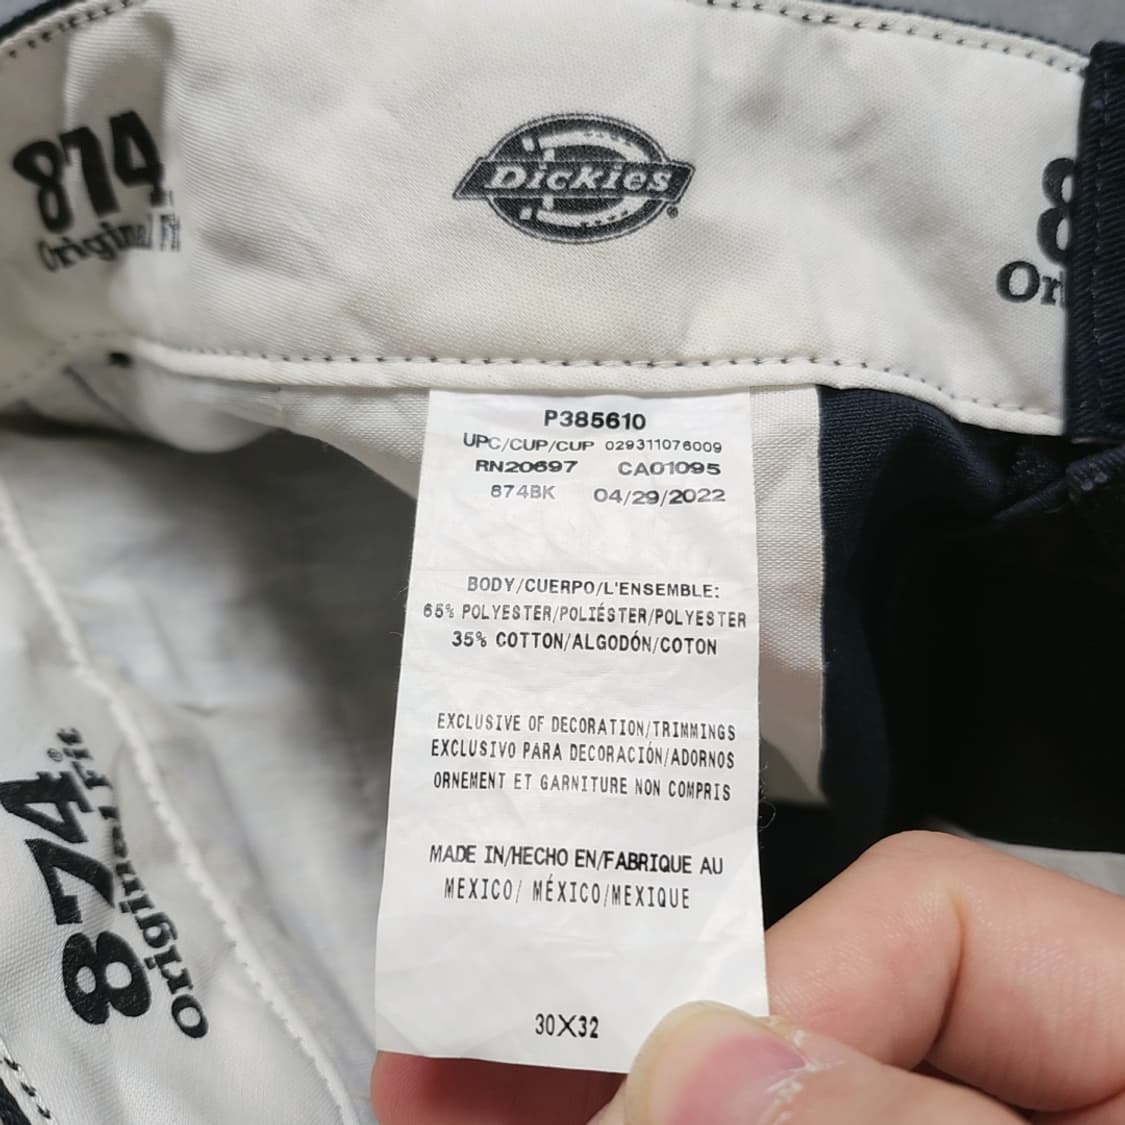 874
Original Fit
Dickies®
8
Or
P385610
UPC/CUP/CUP 029311076009
RN20697 CA01095
874BK 04/29/2022
BODY/CUERPO/L'ENSEMBLE:
65% POLYESTER/POLIÉSTER/POLYESTER
35% COTTON/ALGODÓN/COTON
EXCLUSIVE OF DECORATION/TRIMMINGS
EXCLUSIVO PARA DECORACIÓN/ADORNOS
ORNEMENT ET GARNITURE NON COMPRIS
MADE IN/HECHO EN/FABRIQUE AU
MEXICO/ MÉXICO/MEXIQUE
30X32
874®
Original Fit